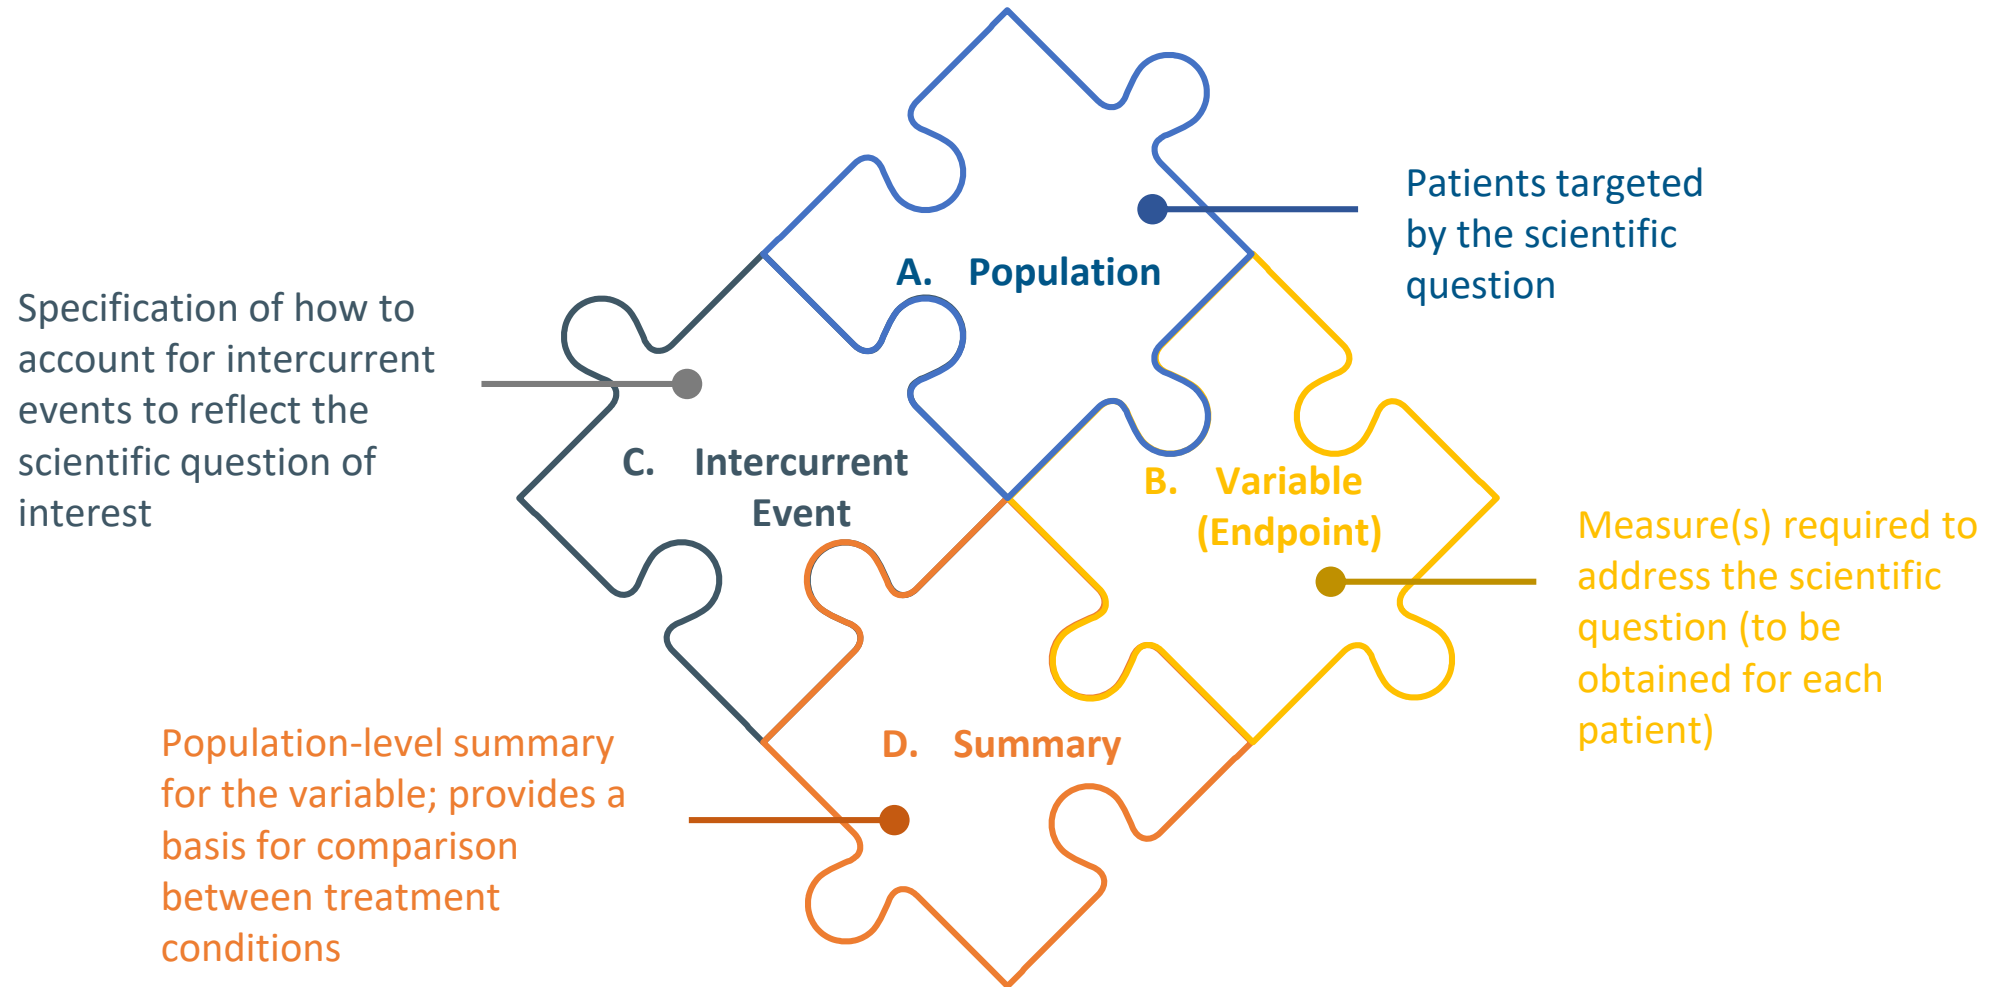 Patients targeted
by the scientific
question
A. Population
Specification of how to
account for intercurrent
events to reflect the
scientific question of
interest
C. Intercurrent
Event
B. Variable
(Endpoint)
Measure(s) required to
address the scientific
question (to be
obtained for each
patient)
D. Summary
Population-level summary
for the variable; provides a
basis for comparison
between treatment
conditions